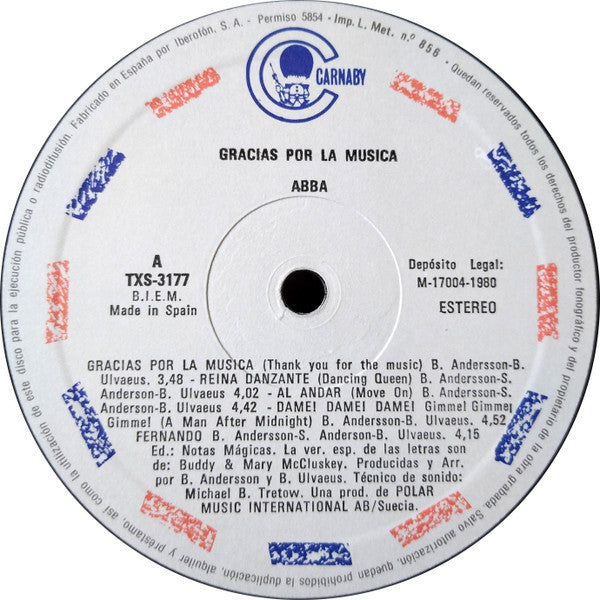 Fabricado en España por Iberofón, S. A. - Permiso 5854 - Imp. L. Met. n.º 856 - Quedan reservados todos los derechos del productor fonográfico y del propietario de la obra grabada. Salvo autorización, quedan prohibidos la duplicación, alquiler y préstamo, así como la utilización de este disco para la ejecución pública o radiodifusión.
CARNABY
GRACIAS POR LA MUSICA
ABBA
A
TXS-3177
B.I.E.M.
Made in Spain
Depósito Legal:
M-17004-1980
ESTEREO
GRACIAS POR LA MUSICA (Thank you for the music) B. Andersson-B.
Ulvaeus. 3,48 - REINA DANZANTE (Dancing Queen) B. Andersson-S.
Anderson-B. Ulvaeus 4,02 - AL ANDAR (Move On) B. Andersson-S.
Anderson-B. Ulvaeus 4,42 - DAME! DAME! DAME! Gimme! Gimme!
Gimme! (A Man After Midnight) B. Andersson-B. Ulvaeus. 4,52
FERNANDO B. Andersson-S. Andersson-B. Ulvaeus. 4,15
Ed.: Notas Mágicas. La ver. esp. de las letras son
de: Buddy & Mary McCluskey. Producidas y Arr.
por B. Andersson y B. Ulvaeus. Técnico de sonido:
Michael B. Tretow. Una prod. de POLAR
MUSIC INTERNATIONAL AB/Suecia.